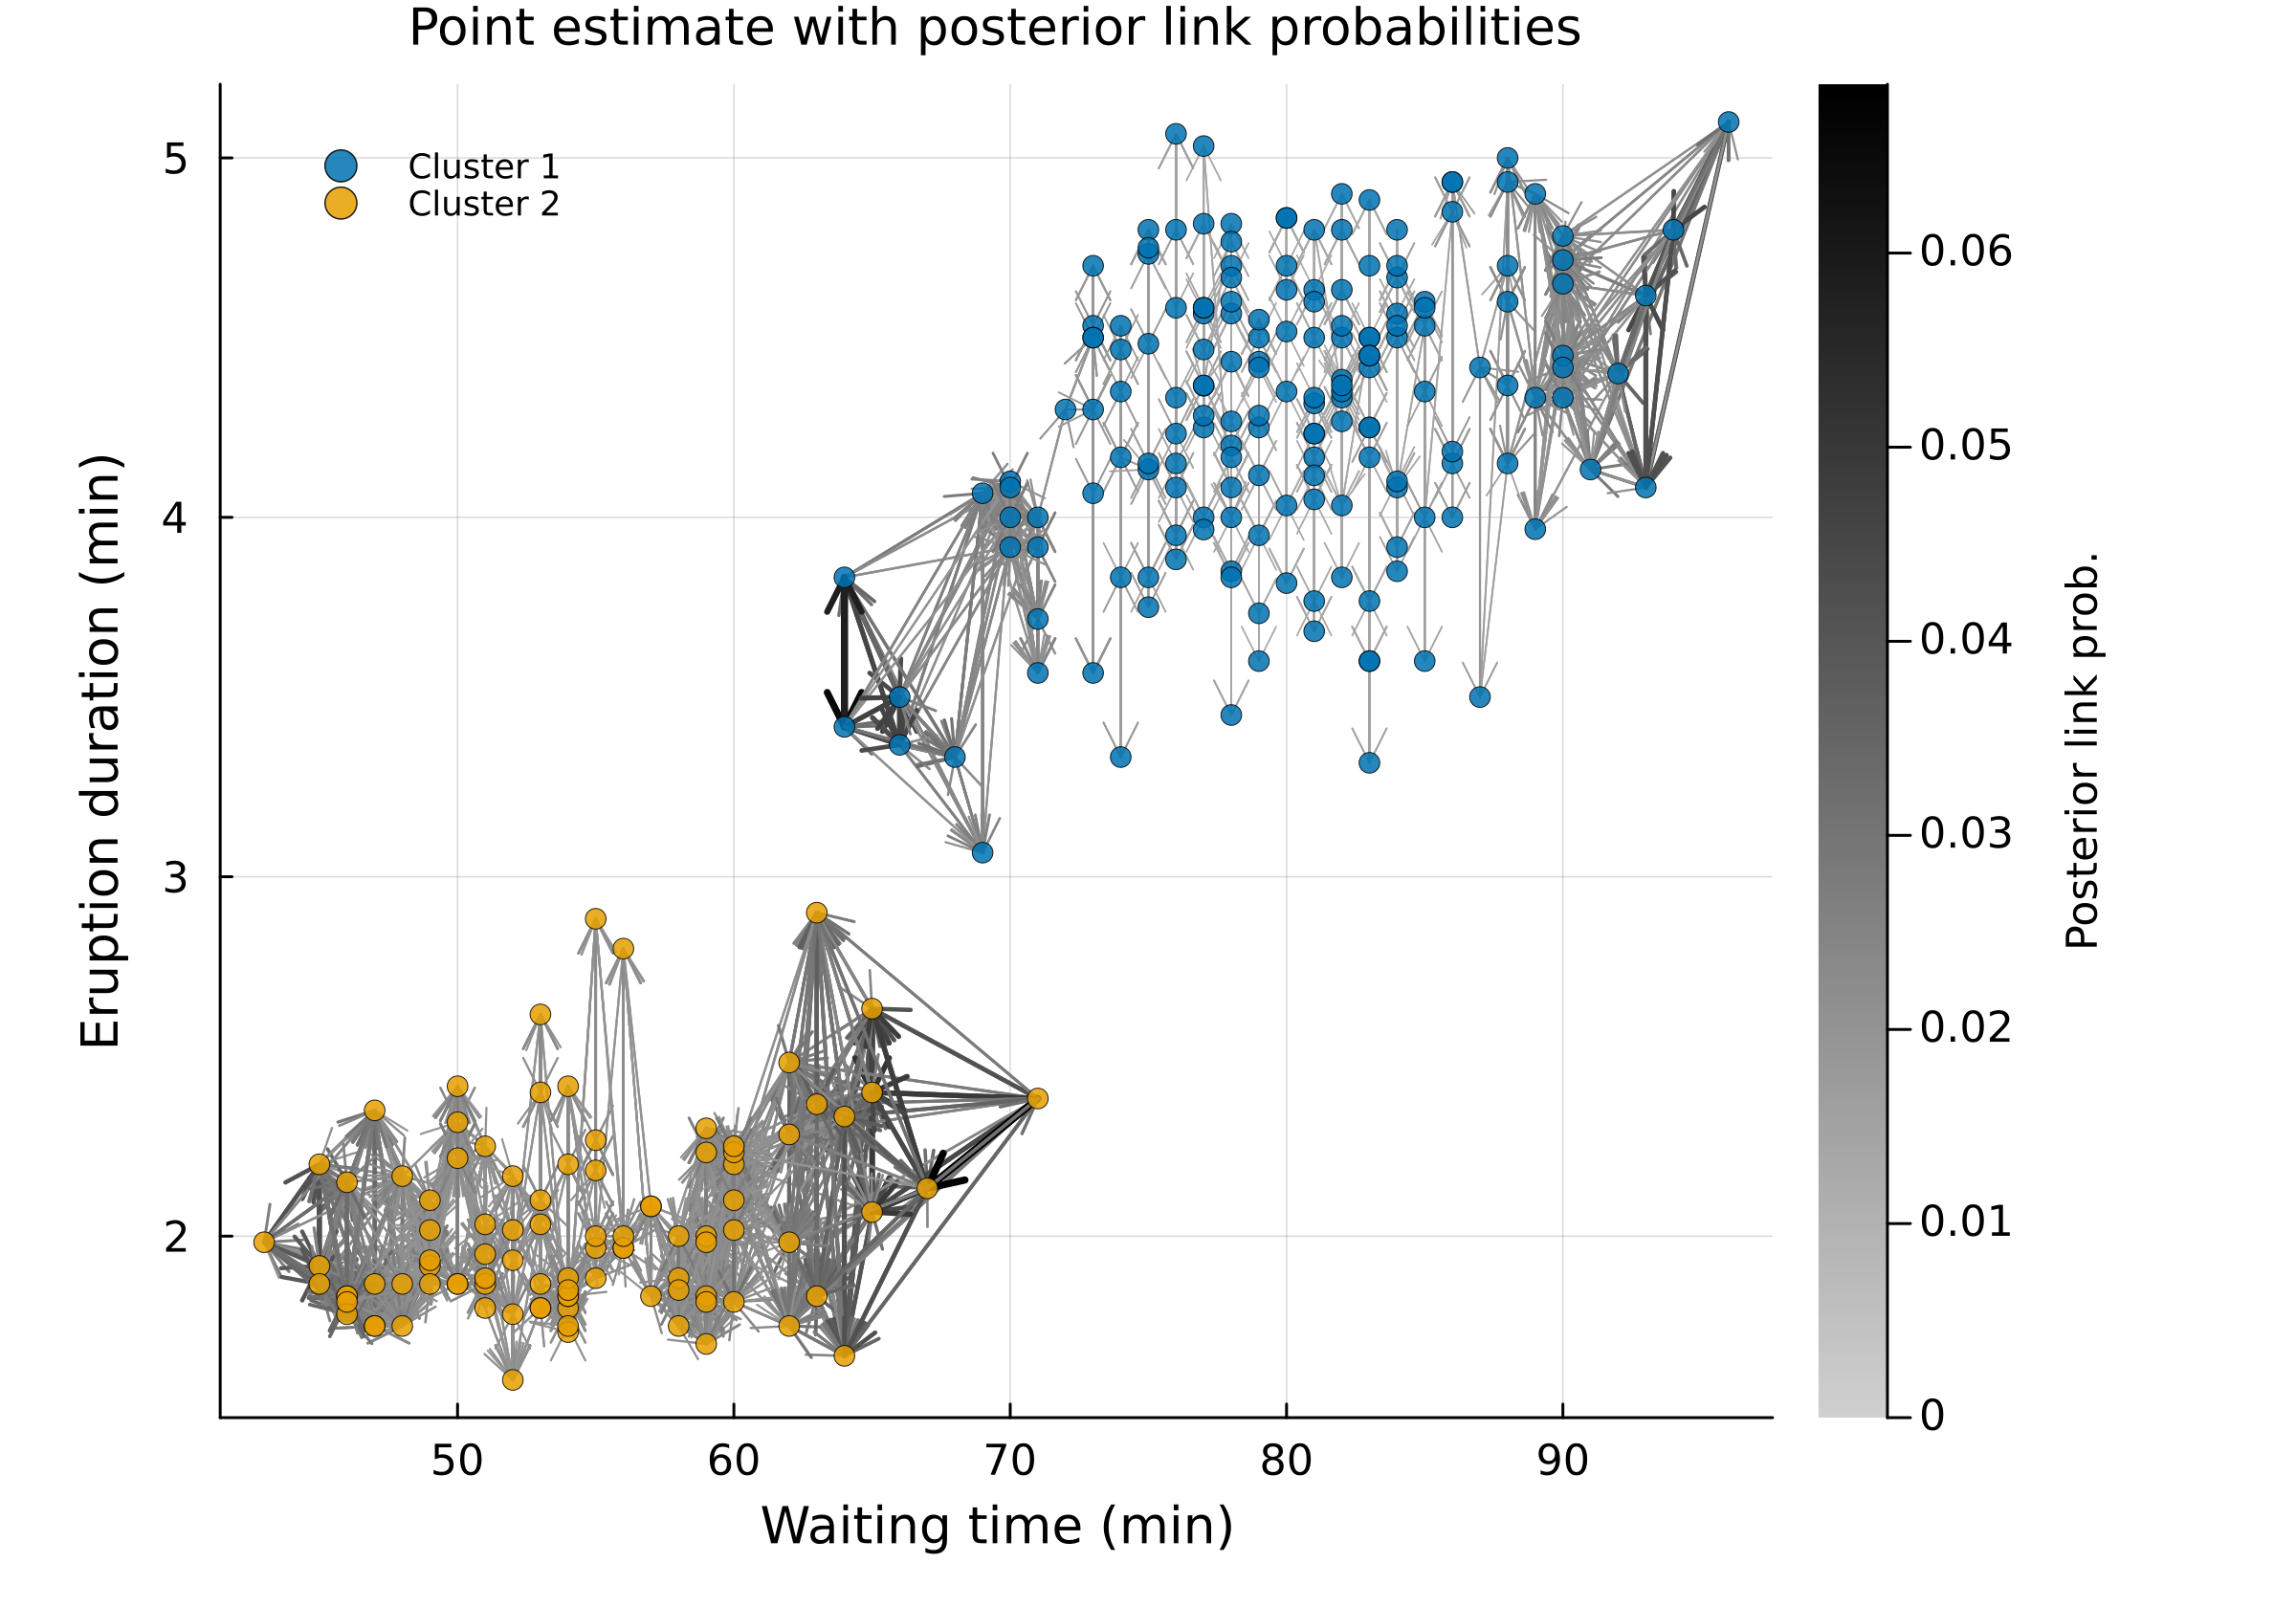 Point estimate with posterior link probabilities
Cluster 1
Cluster 2
5
4
3
2
Eruption duration (min)
50 60 70 80 90
Waiting time (min)
0.06
0.05
0.04
0.03
0.02
0.01
0
Posterior link prob.